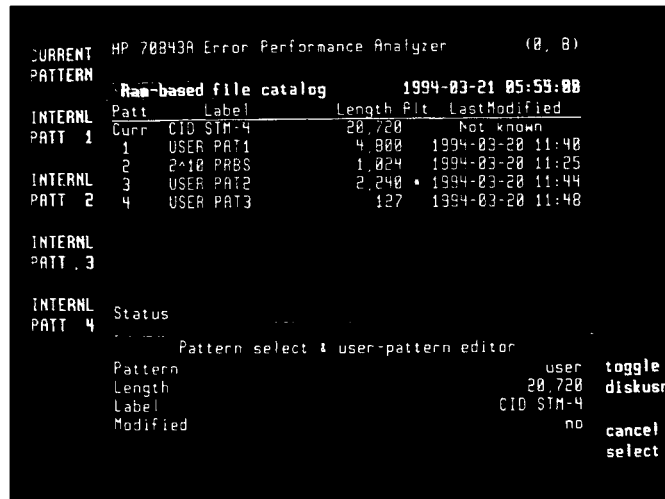 CURRENT
PATTERN
INTERNL
PATT 1
INTERNL
PATT 2
INTERNL
PATT 3
INTERNL
PATT 4
HP 70843A Error Performance Analyzer (0, 8)
Ram-based file catalog 1994-03-21
Patt Label Length Alt LastModified
Curr CID STM-4 20,720 Not known
1 USER PAT1 4,800 1994-03-20 11:40
2 2^10 PRBS 1,024 1994-03-20 11:25
3 USER PAT2 2,240 * 1994-03-20 11:44
4 USER PAT3 127 1994-03-20 11:48
Status
Pattern select & user-pattern editor
Pattern user
Length 20,720
Label CID STM-4
Modified no
toggle
cancel
select